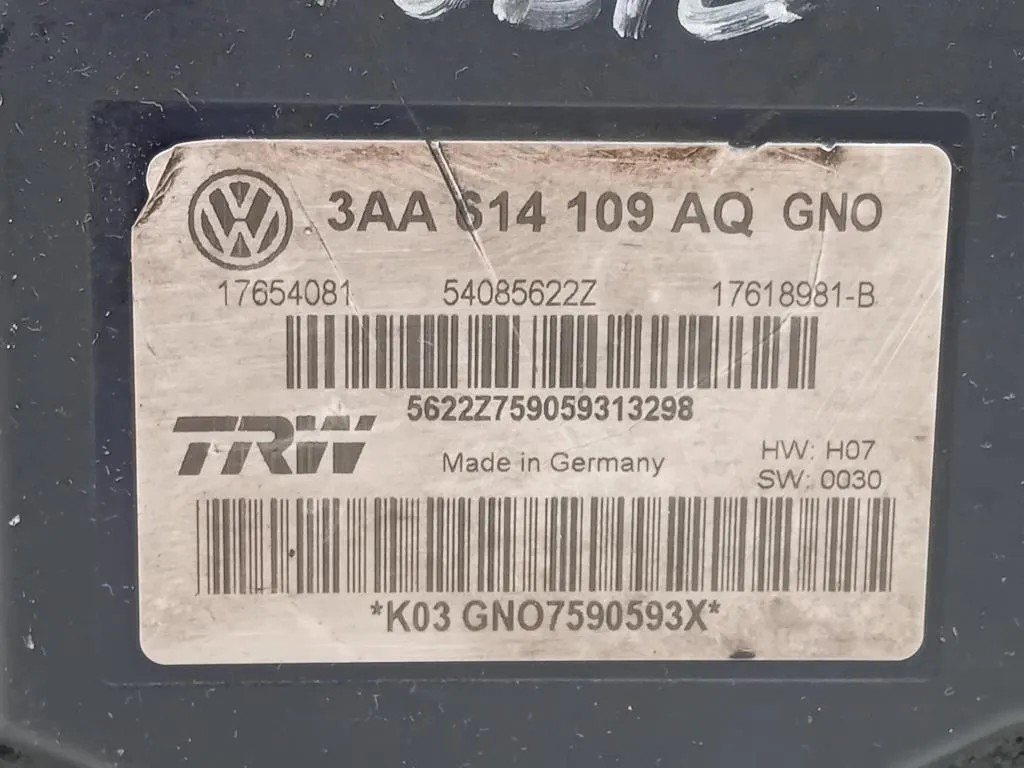 3AA 614 109 AQ GNO
17654081 54085622Z 17618981-B
5622Z759059313298
TRW
Made in Germany
HW: H07
SW: 0030
*K03 GNO7590593X*